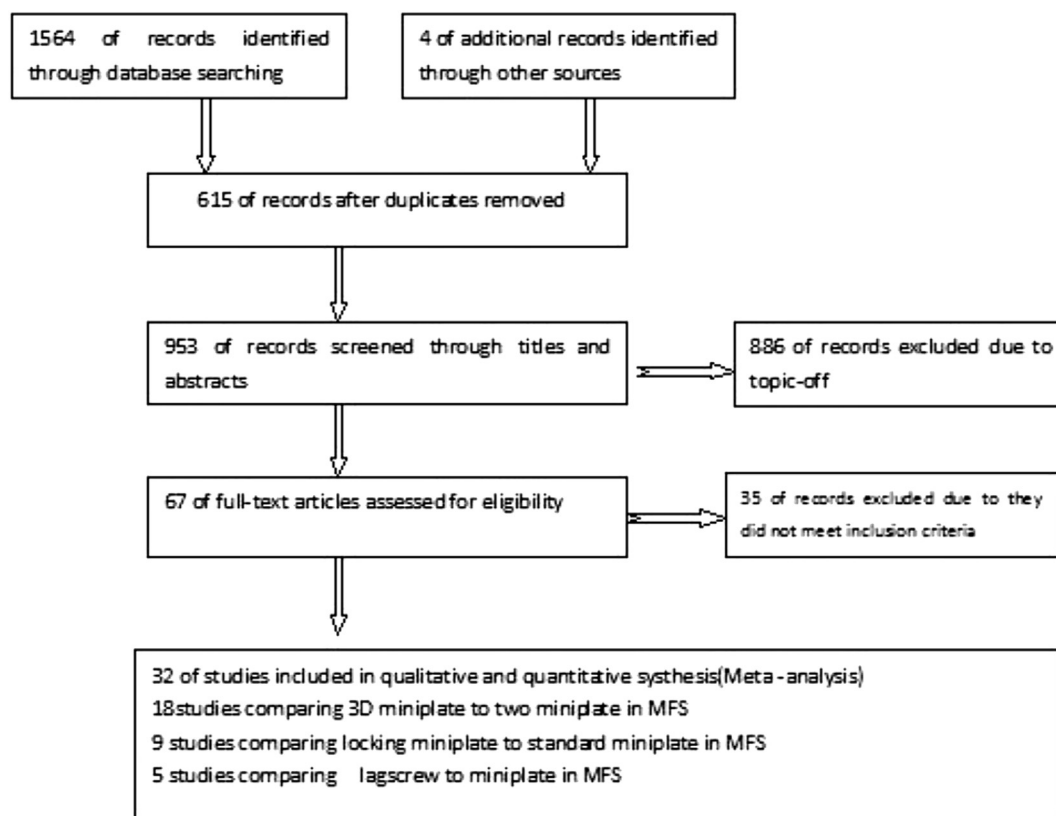 1564 of records identified
through database searching
4 of additional records identified
through other sources
615 of records after duplicates removed
953 of records screened through titles and
abstracts
886 of records excluded due to
topic-off
67 of full-text articles assessed for eligibility
35 of records excluded due to they
did not meet inclusion criteria
32 of studies included in qualitative and quantitative systhesis(Meta-analysis)
18studies comparing 3D miniplate to two miniplate in MFS
9 studies comparing locking miniplate to standard miniplate in MFS
5 studies comparing lagscrew to miniplate in MFS